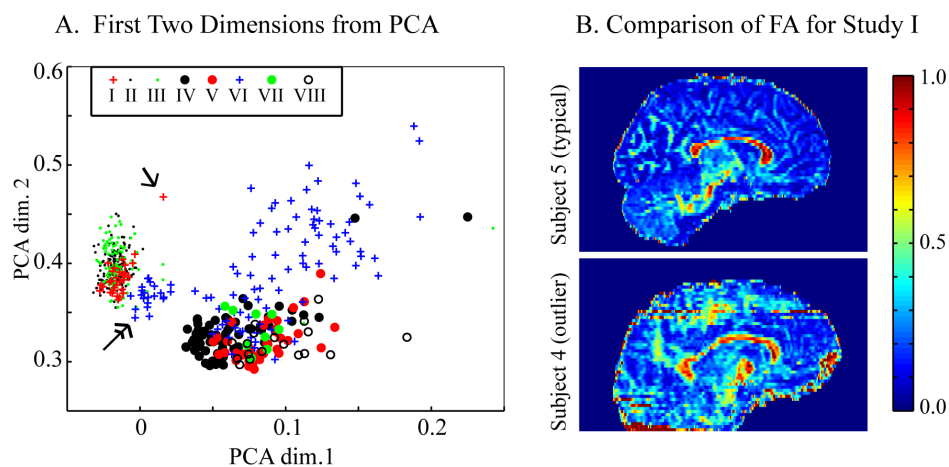 A. First Two Dimensions from PCA
0.6
0.5
0.4
0.3
PCA dim. 2
I II III IV V VI VII VIII
0 0.1 0.2
PCA dim.1
B. Comparison of FA for Study I
Subject 5 (typical)
Subject 4 (outlier)
1.0
0.5
0.0